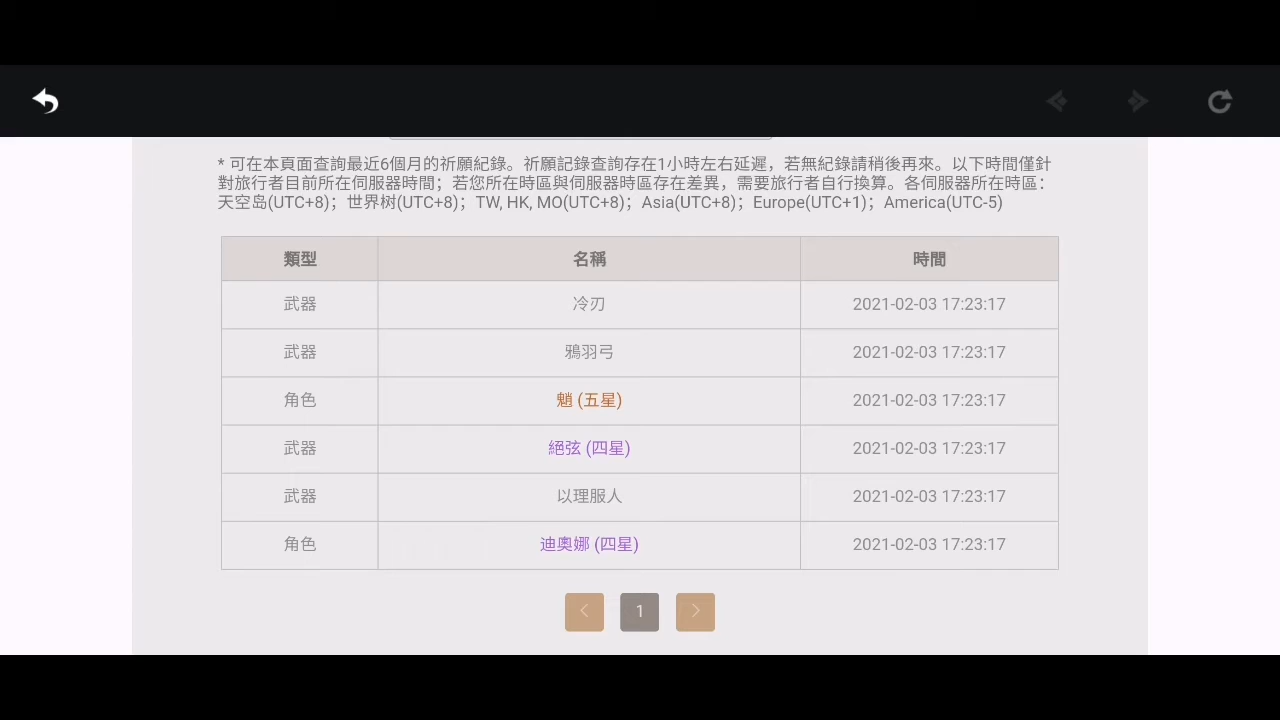 * 可在本頁面查詢最近6個月的祈願紀錄。祈願記錄查詢存在1小時左右延遲，若無紀錄請稍後再來。以下時間僅針
對旅行者目前所在伺服器時間；若您所在時區與伺服器時區存在差異，需要旅行者自行換算。各伺服器所在時區：
天空岛(UTC+8)；世界树(UTC+8)；TW, HK, MO(UTC+8)；Asia(UTC+8)；Europe(UTC+1)；America(UTC-5)
類型 名稱 時間
武器 冷刃 2021-02-03 17:23:17
武器 鴉羽弓 2021-02-03 17:23:17
角色 魈 (五星) 2021-02-03 17:23:17
武器 絕弦 (四星) 2021-02-03 17:23:17
武器 以理服人 2021-02-03 17:23:17
角色 迪奧娜 (四星) 2021-02-03 17:23:17
1